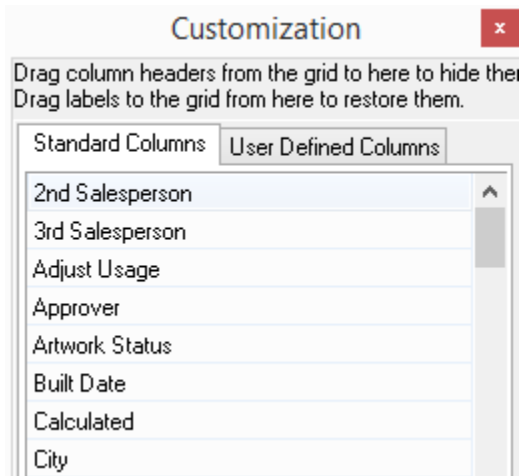 Customization
x
Drag column headers from the grid to here to hide
Drag labels to the grid from here to restore them.
Standard Columns
User Defined Columns
2nd Salesperson
3rd Salesperson
Adjust Usage
Approver
Artwork Status
Built Date
Calculated
City